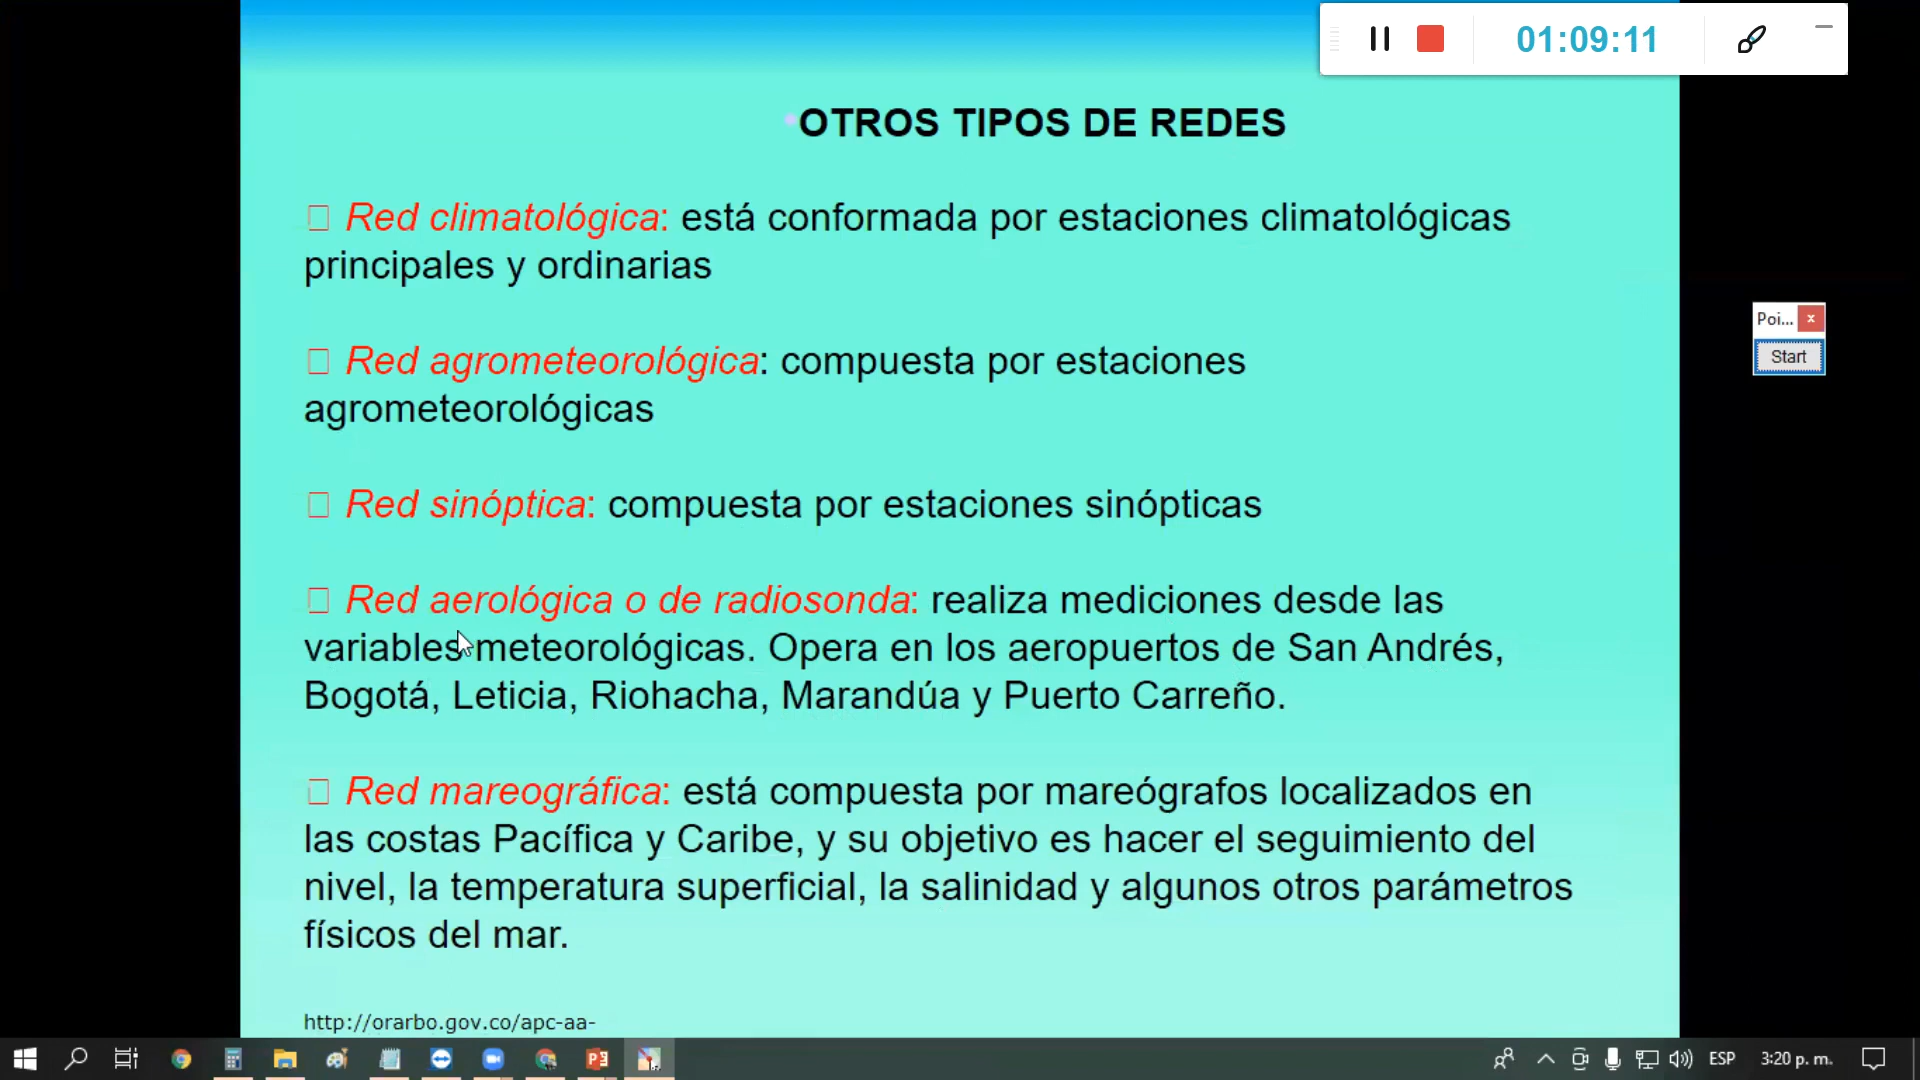 01:09:11
OTROS TIPOS DE REDES
Red climatológica: está conformada por estaciones climatológicas
principales y ordinarias
Poi...
x
Start
Red agrometeorológica: compuesta por estaciones
agrometeorológicas
Red sinóptica: compuesta por estaciones sinópticas
Red aerológica o de radiosonda: realiza mediciones desde las
variables meteorológicas. Opera en los aeropuertos de San Andrés,
Bogotá, Leticia, Riohacha, Marandúa y Puerto Carreño.
Red mareográfica: está compuesta por mareógrafos localizados en
las costas Pacífica y Caribe, y su objetivo es hacer el seguimiento del
nivel, la temperatura superficial, la salinidad y algunos otros parámetros
físicos del mar.
http://orarbo.gov.co/apc-aa-
ESP
3:20 p. m.